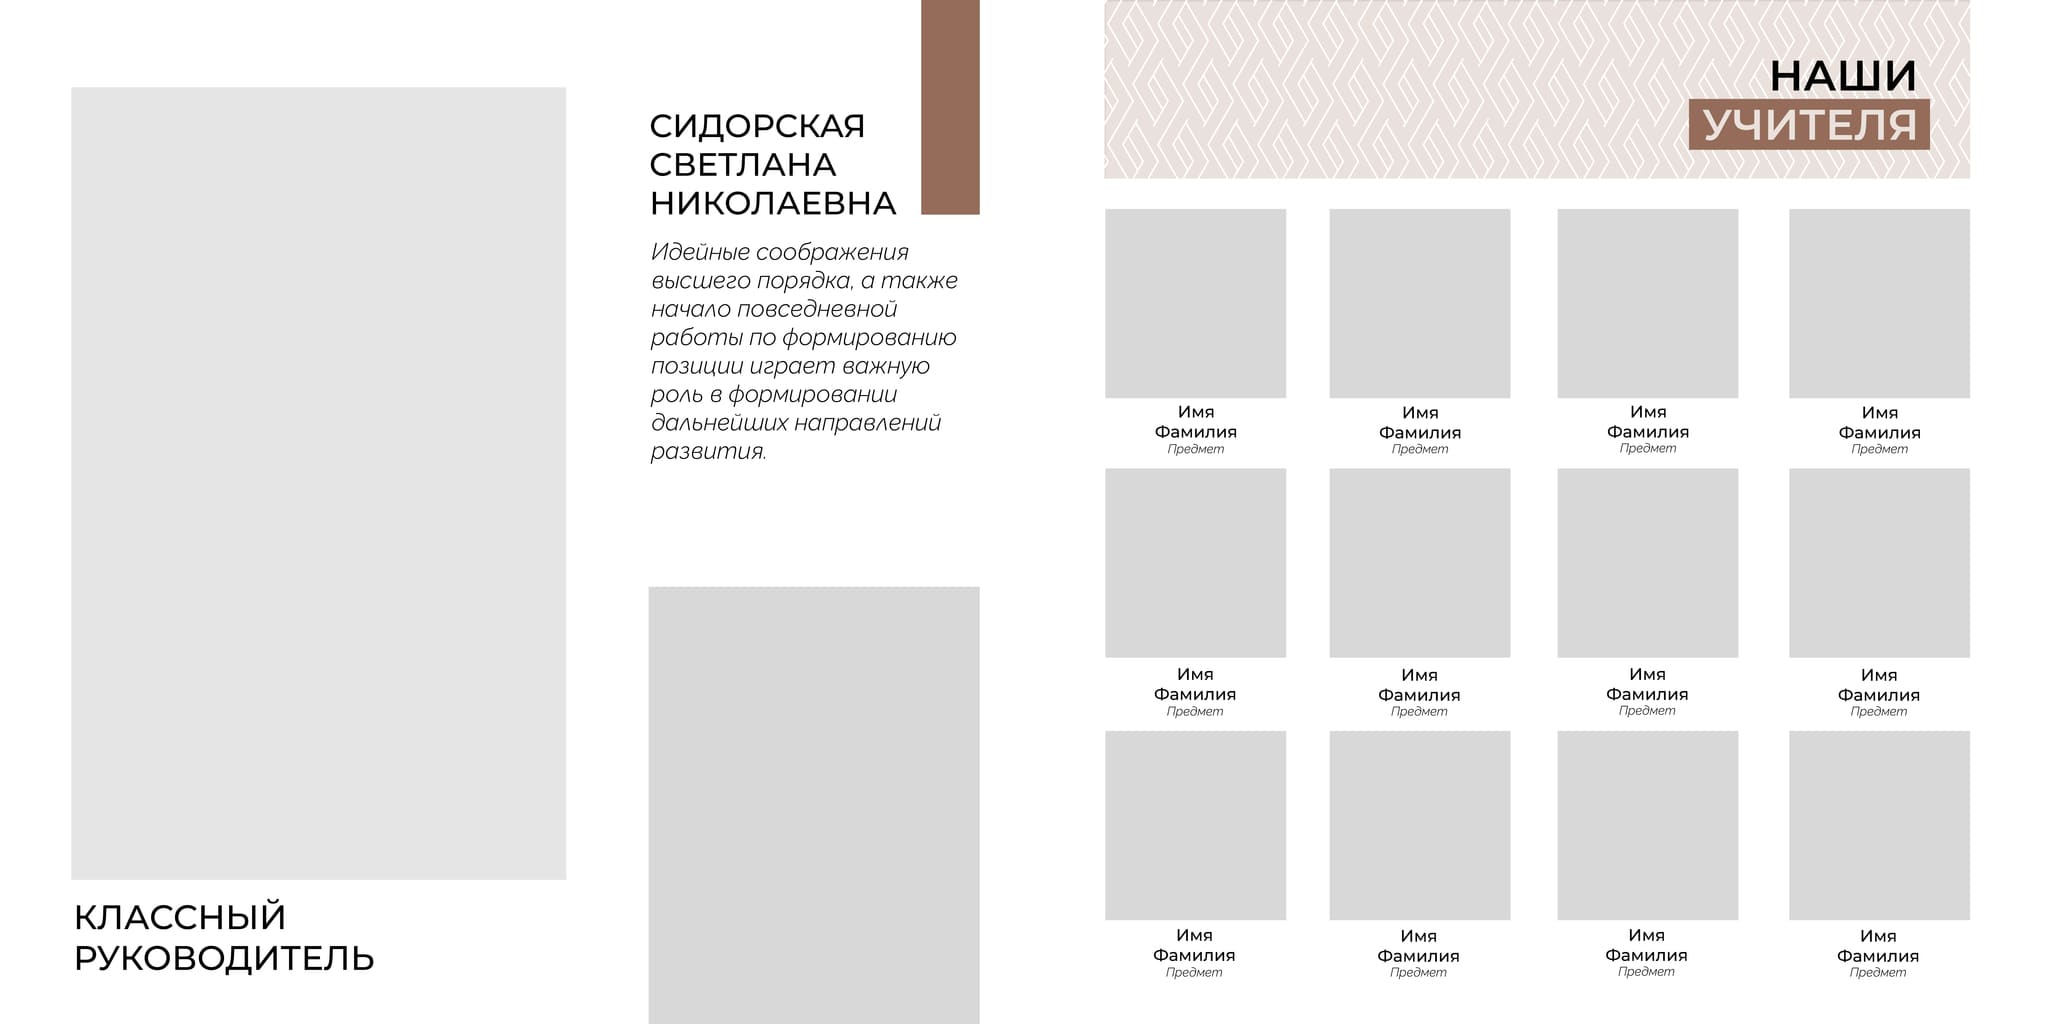 СИДОРСКАЯ
СВЕТЛАНА
НИКОЛАЕВНА
Идейные соображения
высшего порядка, а также
начало повседневной
работы по формированию
позиции играет важную
роль в формировании
дальнейших направлений
развития.
КЛАССНЫЙ
РУКОВОДИТЕЛЬ
НАШИ
УЧИТЕЛЯ
Имя
Фамилия
Предмет
Имя
Фамилия
Предмет
Имя
Фамилия
Предмет
Имя
Фамилия
Предмет
Имя
Фамилия
Предмет
Имя
Фамилия
Предмет
Имя
Фамилия
Предмет
Имя
Фамилия
Предмет
Имя
Фамилия
Предмет
Имя
Фамилия
Предмет
Имя
Фамилия
Предмет
Имя
Фамилия
Предмет